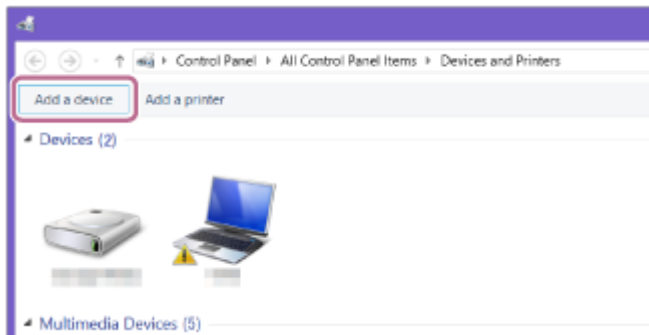 Control Panel All Control Panel Items Devices and Printers
Add a device Add a printer
Devices (2)
Multimedia Devices (5)